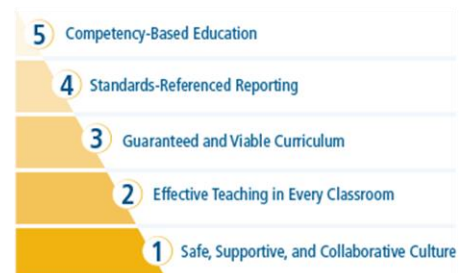 5 Competency-Based Education
4 Standards-Referenced Reporting
3 Guaranteed and Viable Curriculum
2 Effective Teaching in Every Classroom
1 Safe, Supportive, and Collaborative Culture